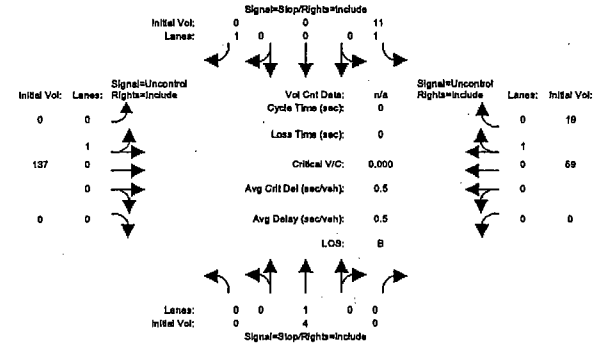 Signal=Stop/Rights=Include
Initial Vol: 0 0 11
Lanes: 1 0 0 0 1
Signal=Uncontrol
Initial Vol: Lanes: Rights=Include
Vol Cnt Date: n/a
Signal=Uncontrol
Rights=Include Lanes: Initial Vol:
Cycle Time (sec): 0
0 0
0 19
Loss Time (sec): 0
1
1
137 0
Critical V/C: 0.000
0 59
0
Avg Crit Del (sec/veh): 0.5
0
0 0
Avg Delay (sec/veh): 0.5
0 0
LOS: B
Lanes: 0 0 1 0 0
Initial Vol: 0 4 0
Signal=Stop/Rights=Include